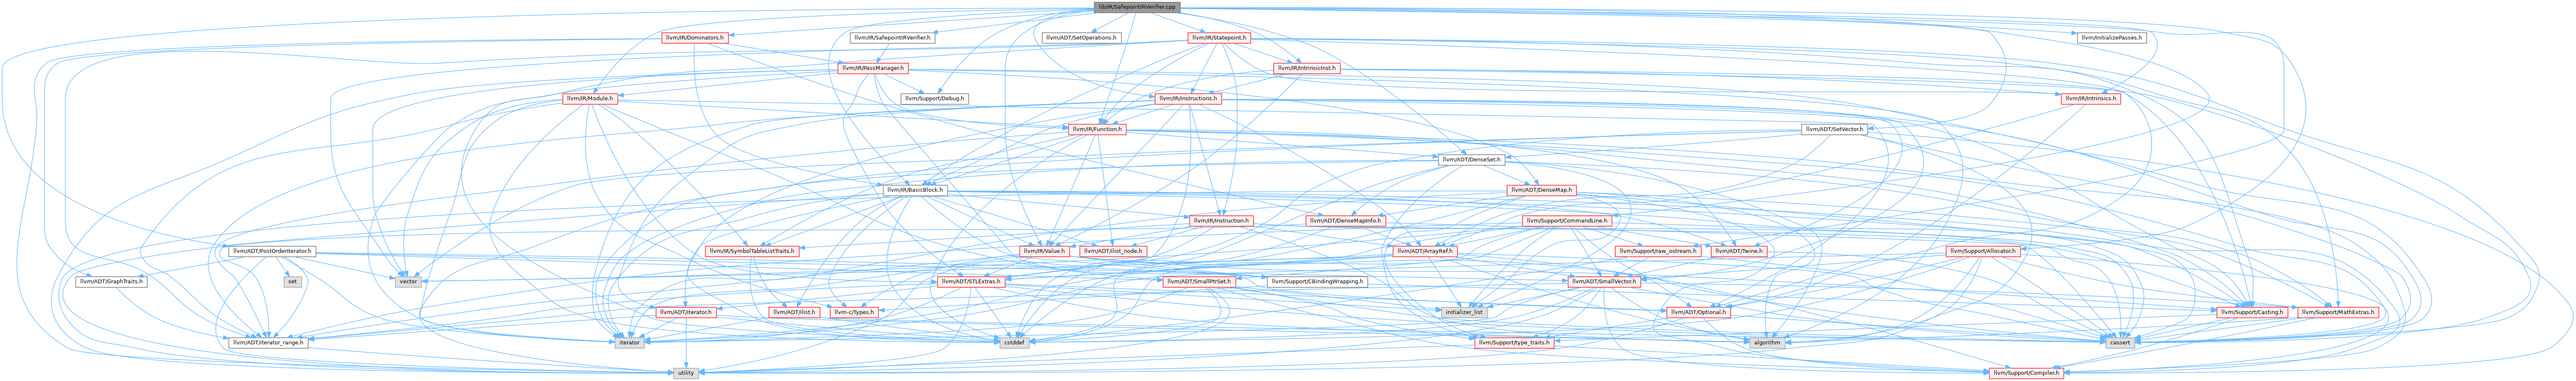 lib/IR/SafepointIRVerifier.cpp
llvm/IR/Dominators.h
llvm/IR/SafepointIRVerifier.h
llvm/ADT/SetOperations.h
llvm/IR/Statepoint.h
llvm/InitializePasses.h
llvm/IR/PassManager.h
llvm/IR/IntrinsicInst.h
llvm/IR/Module.h
llvm/Support/Debug.h
llvm/IR/Instructions.h
llvm/IR/Intrinsics.h
llvm/IR/Function.h
llvm/ADT/SetVector.h
llvm/ADT/DenseSet.h
llvm/IR/BasicBlock.h
llvm/ADT/DenseMap.h
llvm/IR/Instruction.h
llvm/ADT/DenseMapInfo.h
llvm/Support/CommandLine.h
llvm/ADT/PostOrderIterator.h
llvm/IR/SymbolTableListTraits.h
llvm/IR/Value.h
llvm/ADT/ilist_node.h
llvm/ADT/ArrayRef.h
llvm/Support/raw_ostream.h
llvm/ADT/Twine.h
llvm/Support/Allocator.h
llvm/ADT/GraphTraits.h
set
vector
llvm/ADT/STLExtras.h
llvm/ADT/SmallPtrSet.h
llvm/Support/CBindingWrapping.h
llvm/ADT/SmallVector.h
llvm/ADT/iterator.h
llvm/ADT/ilist.h
llvm-c/Types.h
initializer_list
llvm/ADT/Optional.h
llvm/Support/Casting.h
llvm/Support/MathExtras.h
llvm/ADT/iterator_range.h
iterator
cstddef
algorithm
llvm/Support/type_traits.h
cassert
utility
llvm/Support/Compiler.h